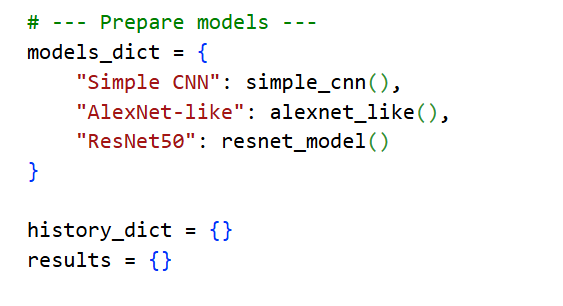 # --- Prepare models ---
models_dict = {
    "Simple CNN": simple_cnn(),
    "AlexNet-like": alexnet_like(),
    "ResNet50": resnet_model()
}

history_dict = {}
results = {}